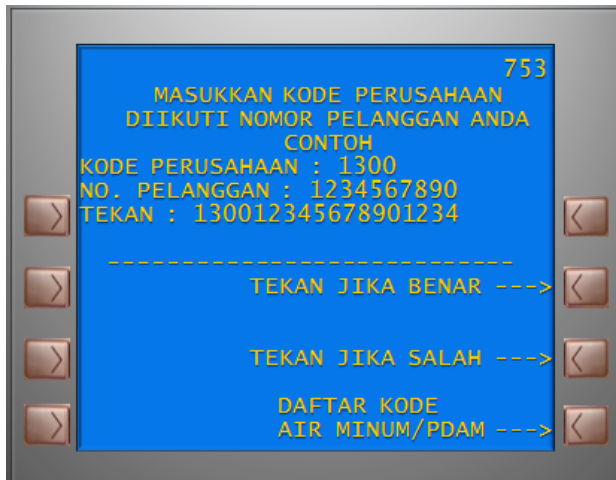 753
MASUKKAN KODE PERUSAHAAN
DIIKUTI NOMOR PELANGGAN ANDA
CONTOH
KODE PERUSAHAAN : 1300
NO. PELANGGAN : 1234567890
TEKAN : 130012345678901234
----------------------------
TEKAN JIKA BENAR --->
TEKAN JIKA SALAH --->
DAFTAR KODE
AIR MINUM/PDAM --->